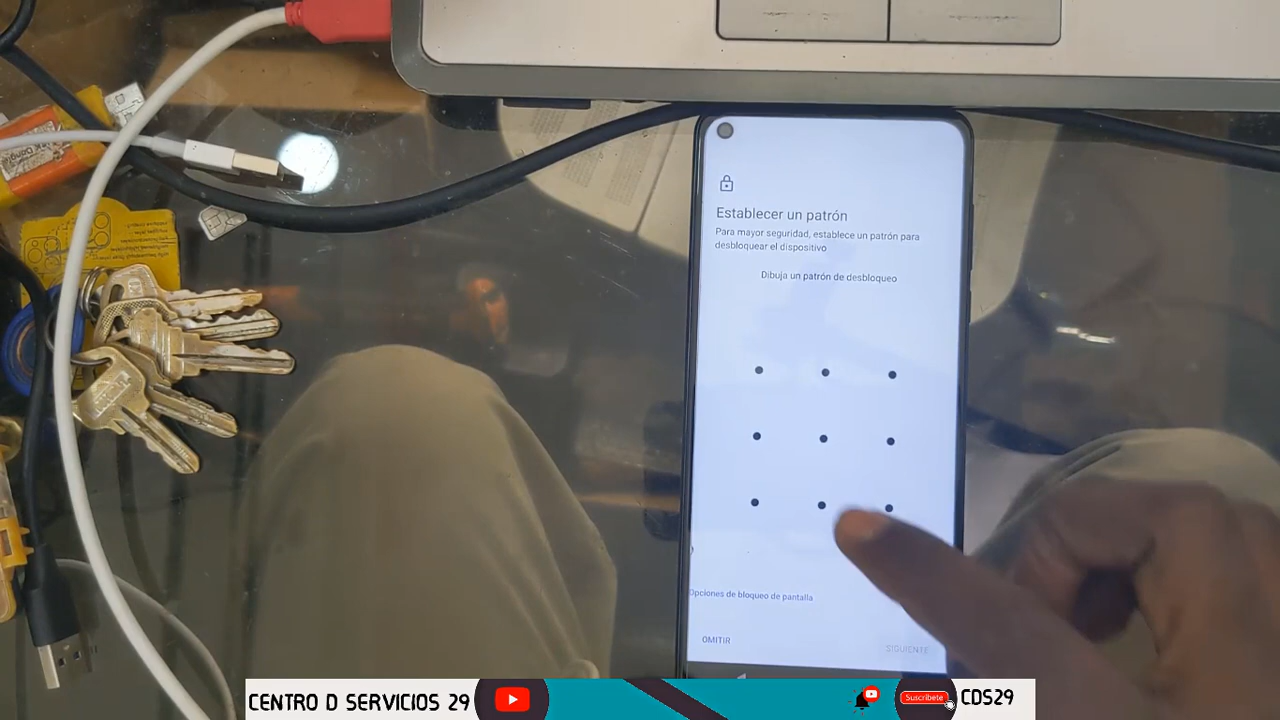 Establecer un patrón
Para mayor seguridad, establece un patrón para
desbloquear el dispositivo
Dibuja un patrón de desbloqueo
Opciones de bloqueo de pantalla
OMITIR
SIGUIENTE
CENTRO D SERVICIOS 29
Suscribete
CDS29